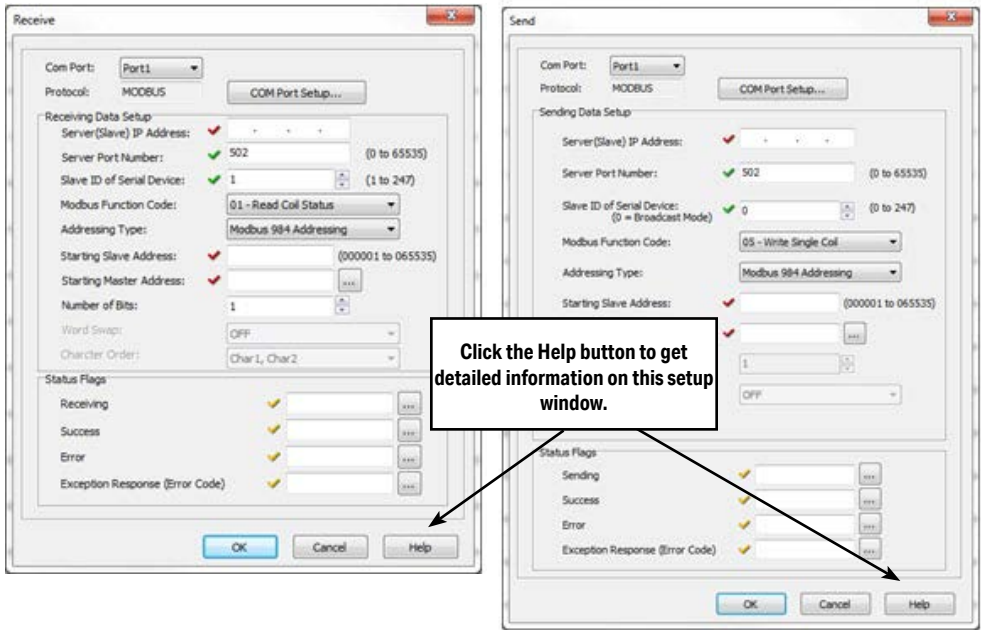 Receive
Com Port: Port1
Protocol: MODBUS COM Port Setup...
Receiving Data Setup
Server(Slave) IP Address: . . .
Server Port Number: 502 (0 to 65535)
Slave ID of Serial Device: 1 (1 to 247)
Modbus Function Code: 01 - Read Coil Status
Addressing Type: Modbus 984 Addressing
Starting Slave Address: (000001 to 065535)
Starting Master Address: ...
Number of Bits: 1
Word Swap: OFF
Charcter Order: Char1, Char2
Status Flags
Receiving ...
Success ...
Error ...
Exception Response (Error Code) ...
OK Cancel Help
Send
Com Port: Port1
Protocol: MODBUS COM Port Setup...
Sending Data Setup
Server(Slave) IP Address: . . .
Server Port Number: 502 (0 to 65535)
Slave ID of Serial Device: 0 (0 to 247)
(0 = Broadcast Mode)
Modbus Function Code: 05 - Write Single Coil
Addressing Type: Modbus 984 Addressing
Starting Slave Address: (000001 to 065535)
...
1
OFF
Status Flags
Sending ...
Success ...
Error ...
Exception Response (Error Code) ...
OK Cancel Help
Click the Help button to get
detailed information on this setup
window.